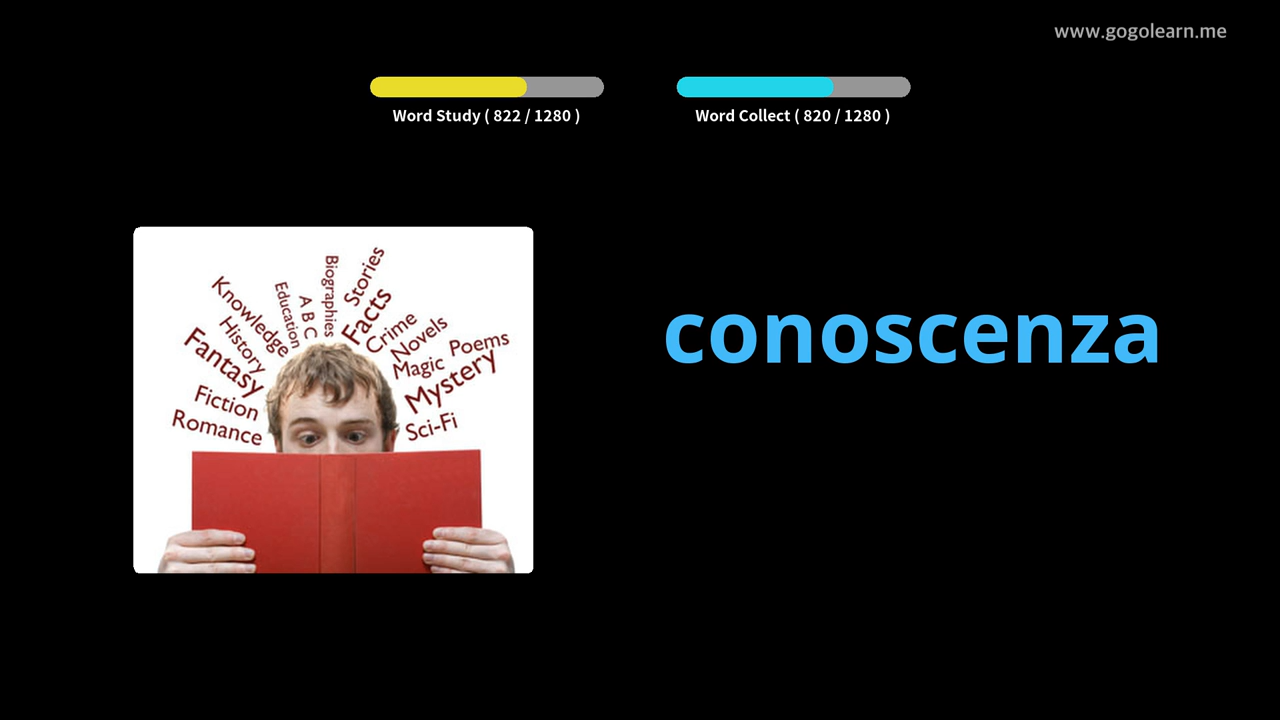 www.gogolearn.me
Word Study ( 822 / 1280 )
Word Collect ( 820 / 1280 )
conoscenza
Romance
Fiction
Fantasy
History
Knowledge
Education
A B C
Biographies
Stories
Facts
Crime
Novels
Magic
Poems
Mystery
Sci-Fi